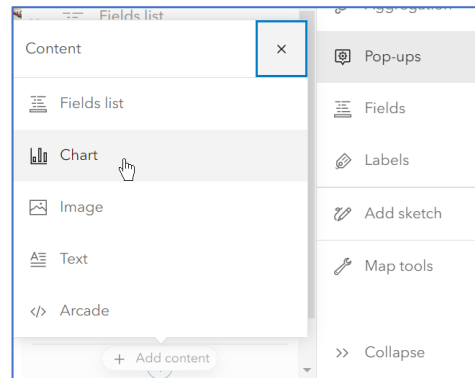 Fields list
Content
Fields list
Chart
Image
Text
Arcade
Add content
Aggregation
Pop-ups
Fields
Labels
Add sketch
Map tools
Collapse